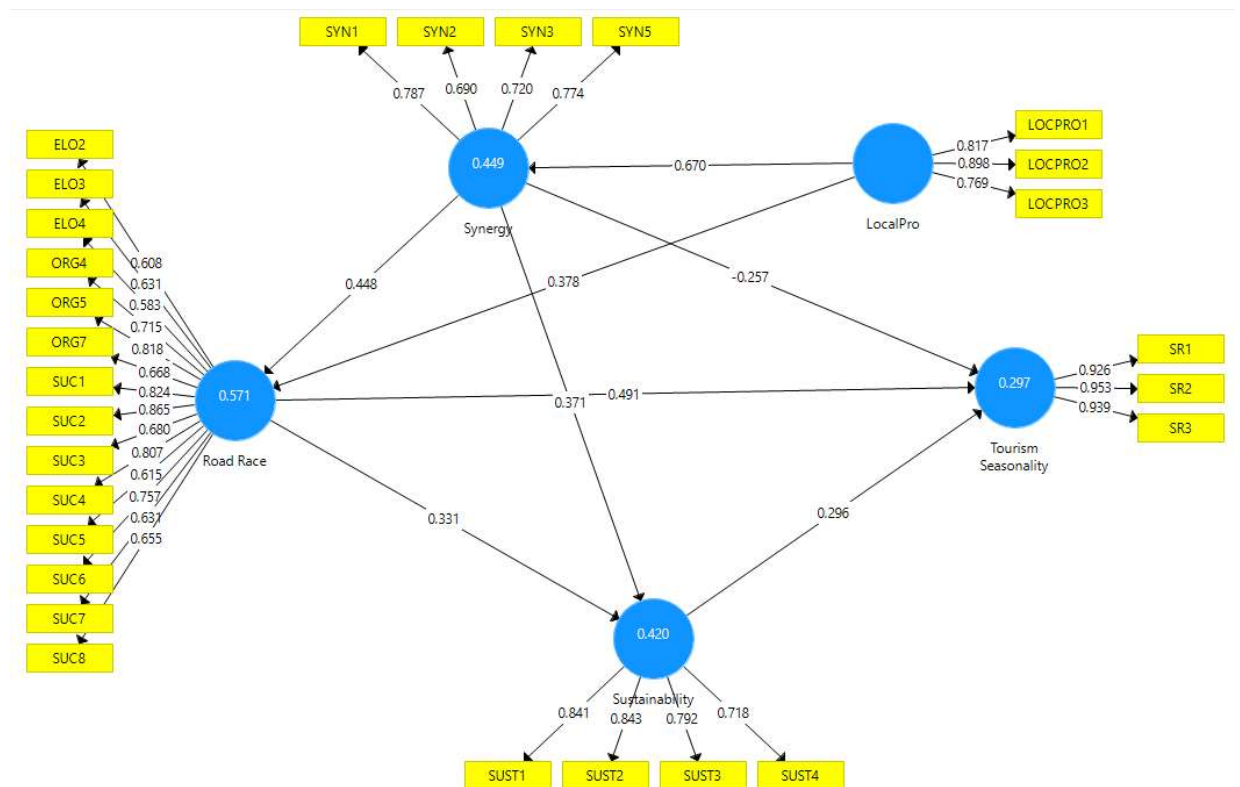 SYN1 SYN2 SYN3 SYN5
0.787 0.690 0.720 0.774
0.449
Synergy
LOCPRO1
LOCPRO2
LOCPRO3
0.817
0.898
0.769
LocalPro
0.670
0.378
-0.257
0.448
0.371
ELO2
ELO3
ELO4
ORG4
ORG5
ORG7
SUC1
SUC2
SUC3
SUC4
SUC5
SUC6
SUC7
SUC8
0.608
0.631
0.583
0.715
0.818
0.668
0.824
0.865
0.680
0.807
0.615
0.757
0.631
0.655
0.571
Road Race
0.491
0.331
0.296
0.297
Tourism
Seasonality
0.926
0.953
0.939
SR1
SR2
SR3
0.420
Sustainability
0.841 0.843 0.792 0.718
SUST1 SUST2 SUST3 SUST4